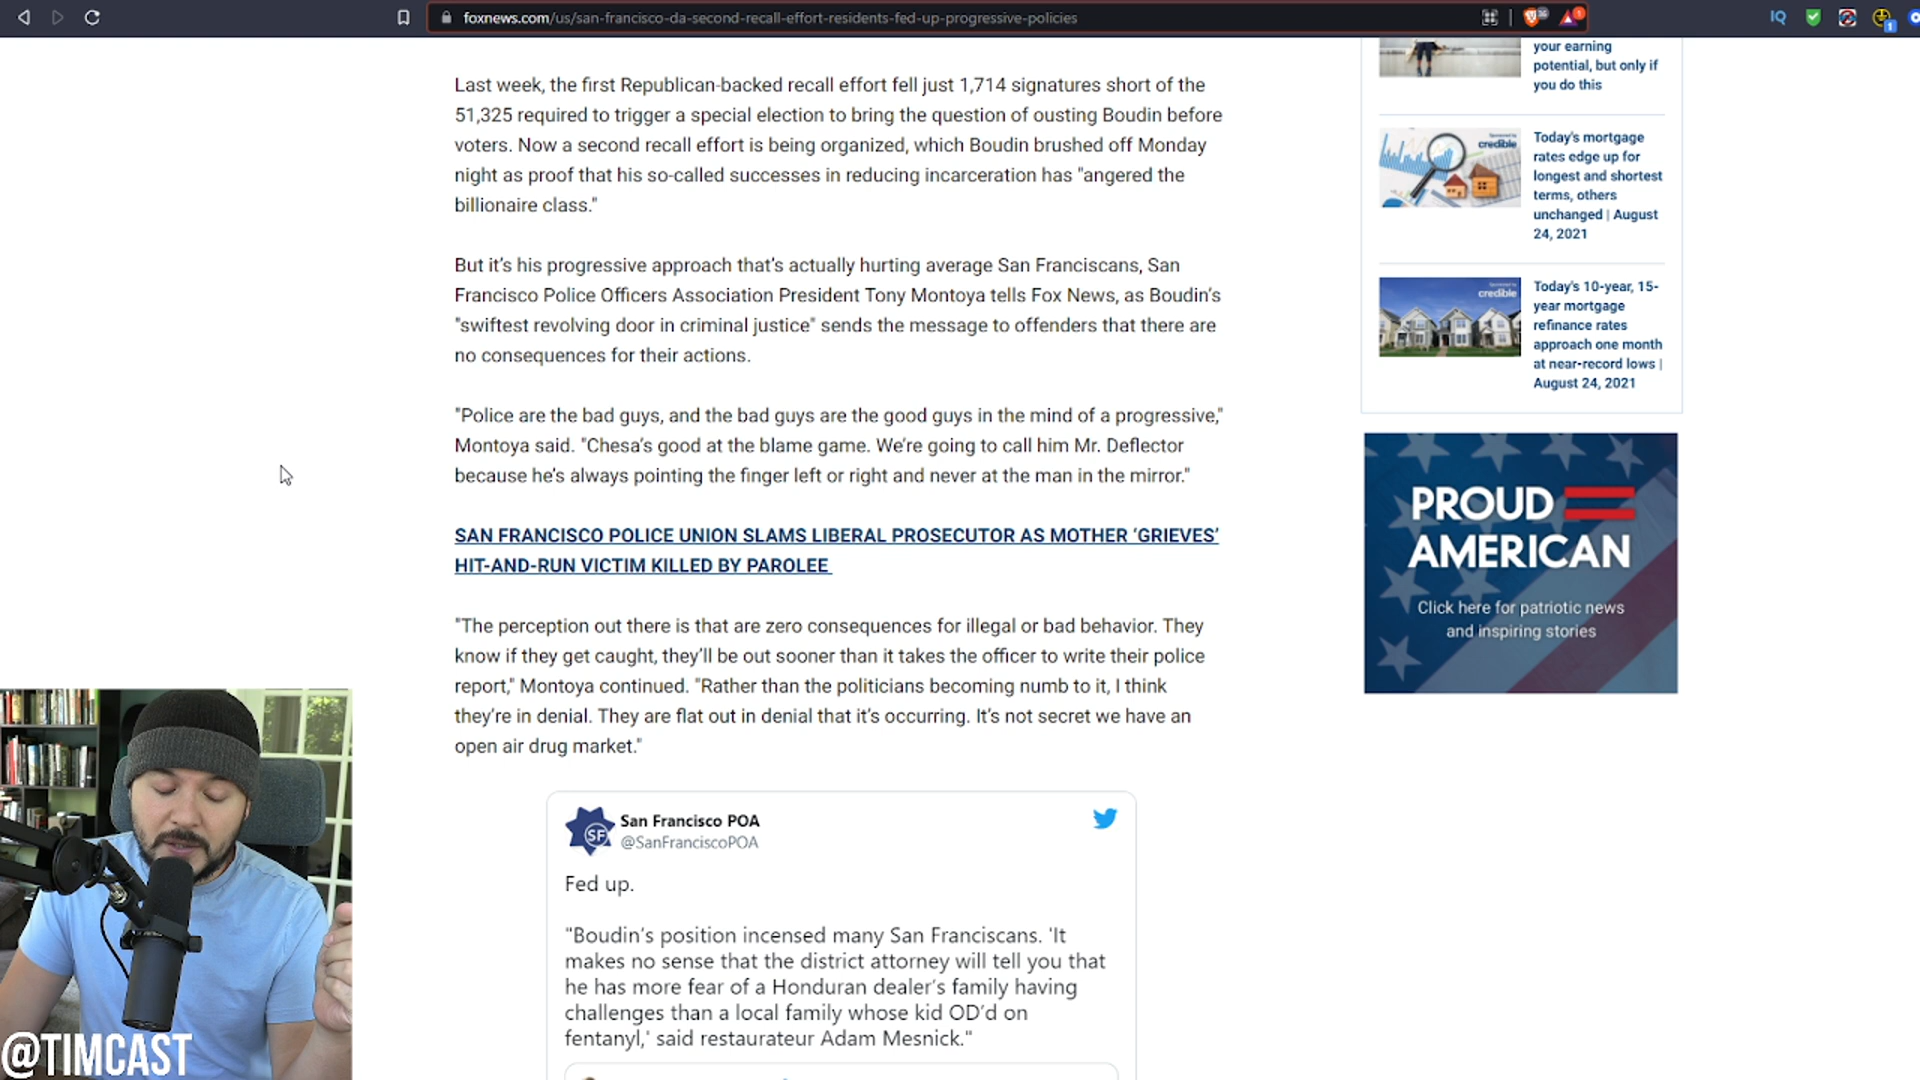 foxnews.com/us/san-francisco-da-second-recall-effort-residents-fed-up-progressive-policies
IQ
Last week, the first Republican-backed recall effort fell just 1,714 signatures short of the
51,325 required to trigger a special election to bring the question of ousting Boudin before
voters. Now a second recall effort is being organized, which Boudin brushed off Monday
night as proof that his so-called successes in reducing incarceration has "angered the
billionaire class."
But it's his progressive approach that's actually hurting average San Franciscans, San
Francisco Police Officers Association President Tony Montoya tells Fox News, as Boudin's
"swiftest revolving door in criminal justice" sends the message to offenders that there are
no consequences for their actions.
"Police are the bad guys, and the bad guys are the good guys in the mind of a progressive,"
Montoya said. "Chesa's good at the blame game. We're going to call him Mr. Deflector
because he's always pointing the finger left or right and never at the man in the mirror."
SAN FRANCISCO POLICE UNION SLAMS LIBERAL PROSECUTOR AS MOTHER ‘GRIEVES’
HIT-AND-RUN VICTIM KILLED BY PAROLEE
"The perception out there is that are zero consequences for illegal or bad behavior. They
know if they get caught, they'll be out sooner than it takes the officer to write their police
report," Montoya continued. "Rather than the politicians becoming numb to it, I think
they're in denial. They are flat out in denial that it's occurring. It's not secret we have an
open air drug market."
SF
San Francisco POA
@SanFranciscoPOA
Fed up.
"Boudin's position incensed many San Franciscans. 'It
makes no sense that the district attorney will tell you that
he has more fear of a Honduran dealer's family having
challenges than a local family whose kid OD'd on
fentanyl,' said restaurateur Adam Mesnick."
your earning
potential, but only if
you do this
credible
Today's mortgage
rates edge up for
longest and shortest
terms, others
unchanged | August
24, 2021
credible
Today's 10-year, 15-
year mortgage
refinance rates
approach one month
at near-record lows |
August 24, 2021
PROUD
AMERICAN
Click here for patriotic news
and inspiring stories
@TIMCAST